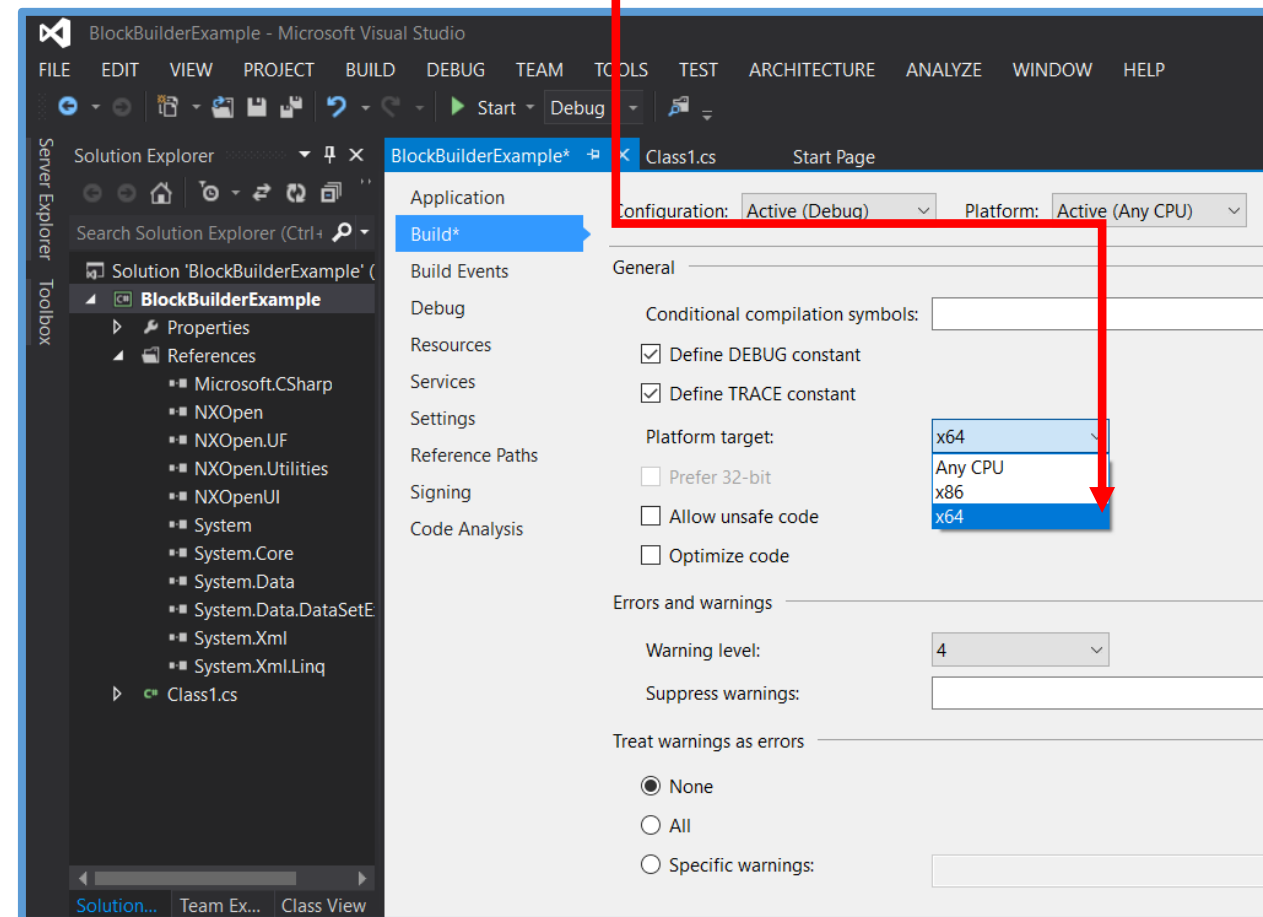 BlockBuilderExample - Microsoft Visual Studio
FILE EDIT VIEW PROJECT BUILD DEBUG TEAM TOOLS TEST ARCHITECTURE ANALYZE WINDOW HELP
Start Debug
Server Explorer
Toolbox
Solution Explorer
Search Solution Explorer (Ctrl+
Solution 'BlockBuilderExample' (
BlockBuilderExample
Properties
References
Microsoft.CSharp
NXOpen
NXOpen.UF
NXOpen.Utilities
NXOpenUI
System
System.Core
System.Data
System.Data.DataSetE
System.Xml
System.Xml.Linq
Class1.cs
Solution... Team Ex... Class View
BlockBuilderExample* Class1.cs Start Page
Application
Build*
Build Events
Debug
Resources
Services
Settings
Reference Paths
Signing
Code Analysis
Configuration: Active (Debug) Platform: Active (Any CPU)
General
Conditional compilation symbols:
Define DEBUG constant
Define TRACE constant
Platform target: x64
Any CPU
x86
x64
Prefer 32-bit
Allow unsafe code
Optimize code
Errors and warnings
Warning level: 4
Suppress warnings:
Treat warnings as errors
None
All
Specific warnings: